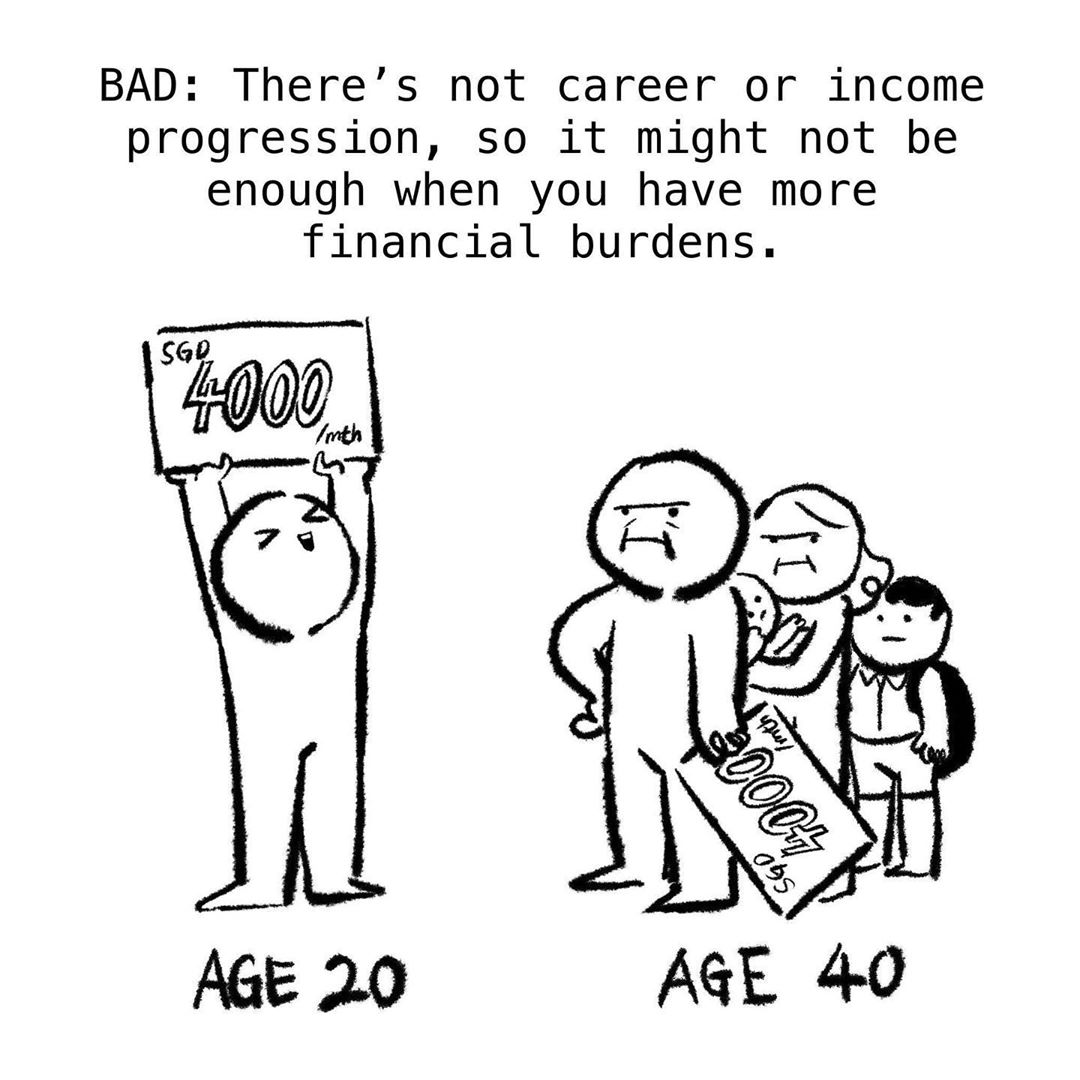 BAD: There’s not career or income
progression, so it might not be
enough when you have more
financial burdens.
SGD
4000
/mth
/mth
4000
SGD
AGE 20
AGE 40